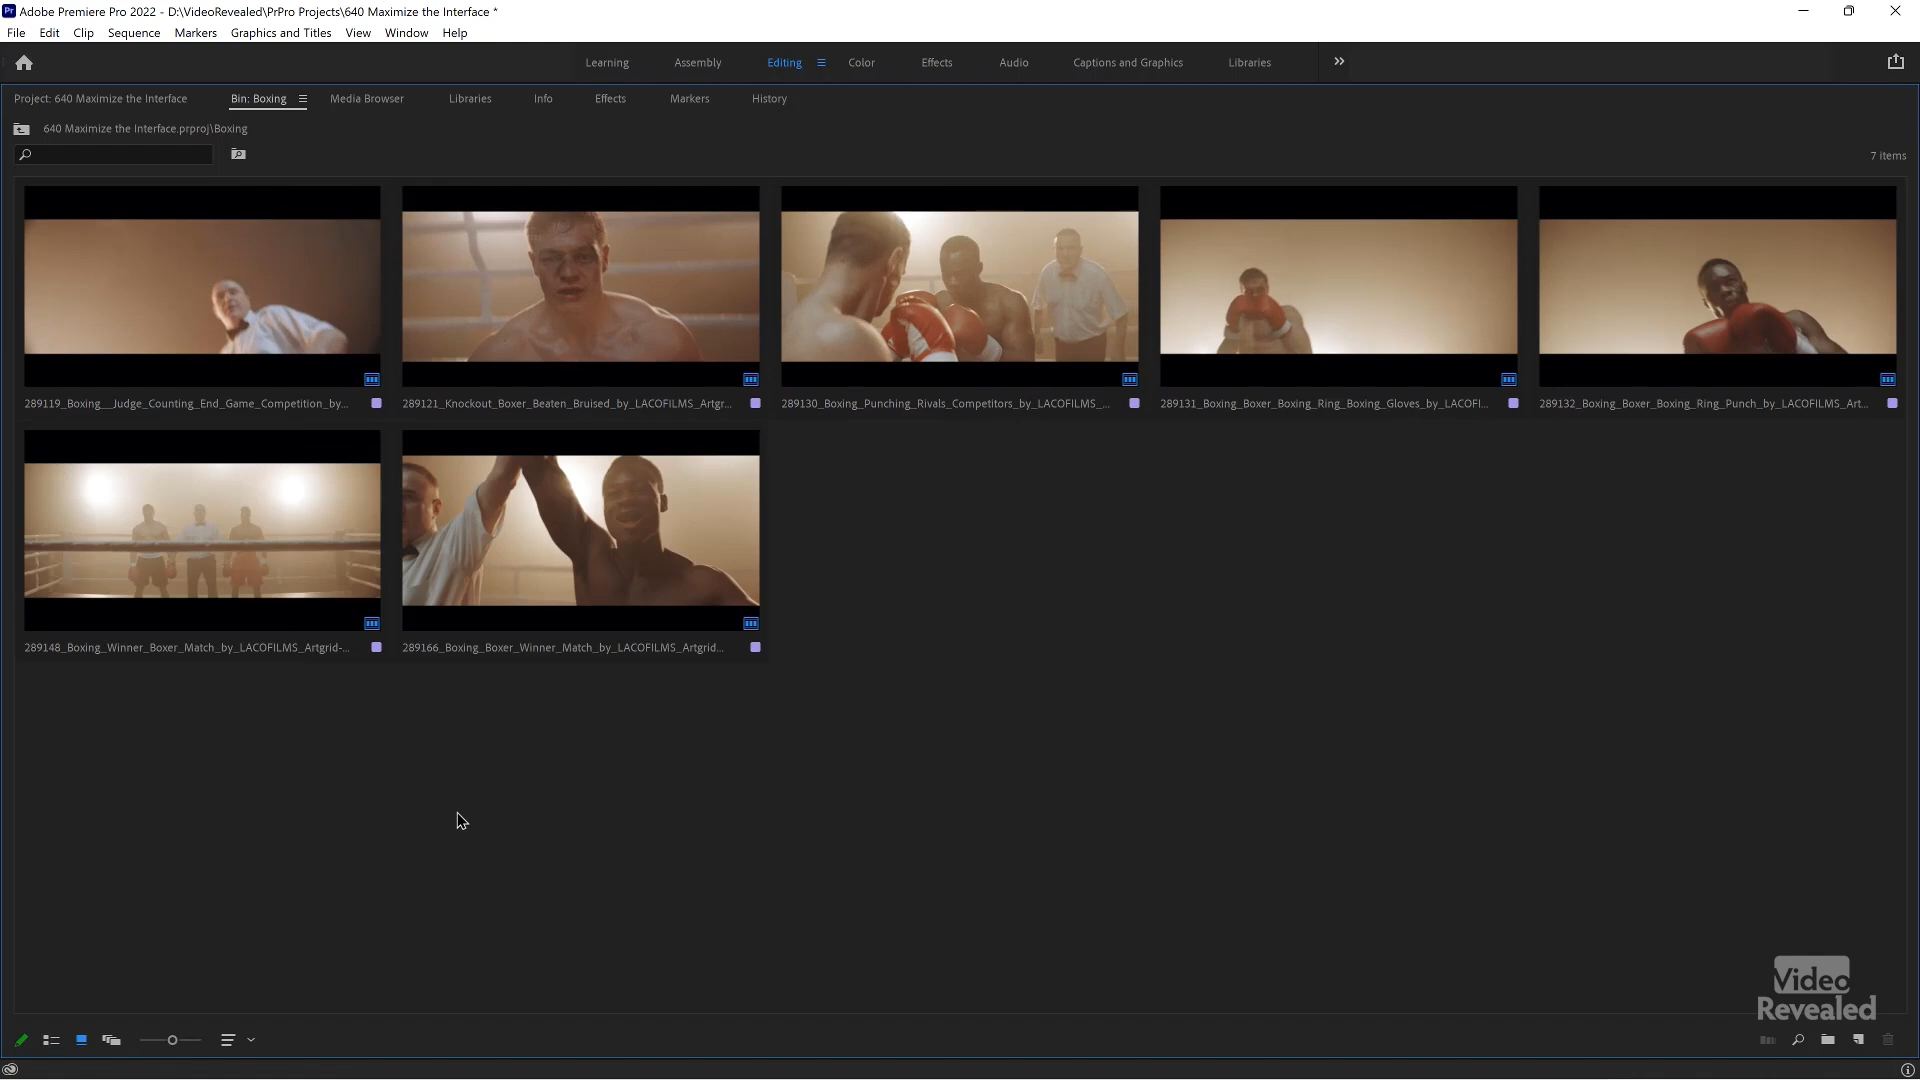 Pr Adobe Premiere Pro 2022 - D:\VideoRevealed\PrPro Projects\640 Maximize the Interface *
File Edit Clip Sequence Markers Graphics and Titles View Window Help
Learning Assembly Editing Color Effects Audio Captions and Graphics Libraries
Project: 640 Maximize the Interface Bin: Boxing Media Browser Libraries Info Effects Markers History
640 Maximize the Interface.prproj\Boxing
7 items
289119_Boxing__Judge_Counting_End_Game_Competition_by... 289121_Knockout_Boxer_Beaten_Bruised_by_LACOFILMS_Artgr... 289130_Boxing_Punching_Rivals_Competitors_by_LACOFILMS_... 289131_Boxing_Boxer_Boxing_Ring_Boxing_Gloves_by_LACOFI... 289132_Boxing_Boxer_Boxing_Ring_Punch_by_LACOFILMS_Art...
289148_Boxing_Winner_Boxer_Match_by_LACOFILMS_Artgrid-... 289166_Boxing_Boxer_Winner_Match_by_LACOFILMS_Artgrid...
Video
Revealed